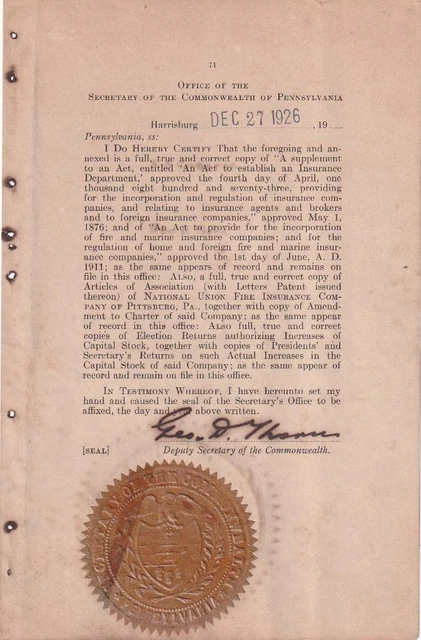 71
OFFICE OF THE
SECRETARY OF THE COMMONWEALTH OF PENNSYLVANIA
Harrisburg DEC 27 1926 , 19
Pennsylvania, ss:
I DO HEREBY CERTIFY That the foregoing and an-
nexed is a full, true and correct copy of "A supplement
to an Act, entitled 'An Act to establish an Insurance
Department,' approved the fourth day of April, one
thousand eight hundred and seventy-three, providing
for the incorporation and regulation of insurance com-
panies, and relating to insurance agents and brokers
and to foreign insurance companies," approved May 1,
1876; and of "An Act to provide for the incorporation
of fire and marine insurance companies; and for the
regulation of home and foreign fire and marine insur-
ance companies," approved the 1st day of June, A. D.
1911; as the same appears of record and remains on
file in this office: ALSO, a full, true and correct copy of
Articles of Association (with Letters Patent issued
thereon) of NATIONAL UNION FIRE INSURANCE COM-
PANY OF PITTSBURG, PA., together with copy of Amend-
ment to Charter of said Company; as the same appear
of record in this office: ALSO full, true and correct
copies of Election Returns authorizing Increases of
Capital Stock, together with copies of Presidents' and
Secretary's Returns on such Actual Increases in the
Capital Stock of said Company; as the same appear of
record and remain on file in this office.
IN TESTIMONY WHEREOF, I have hereunto set my
hand and caused the seal of the Secretary's Office to be
affixed, the day and year above written.
Geo. D. Thorn
[SEAL] Deputy Secretary of the Commonwealth.